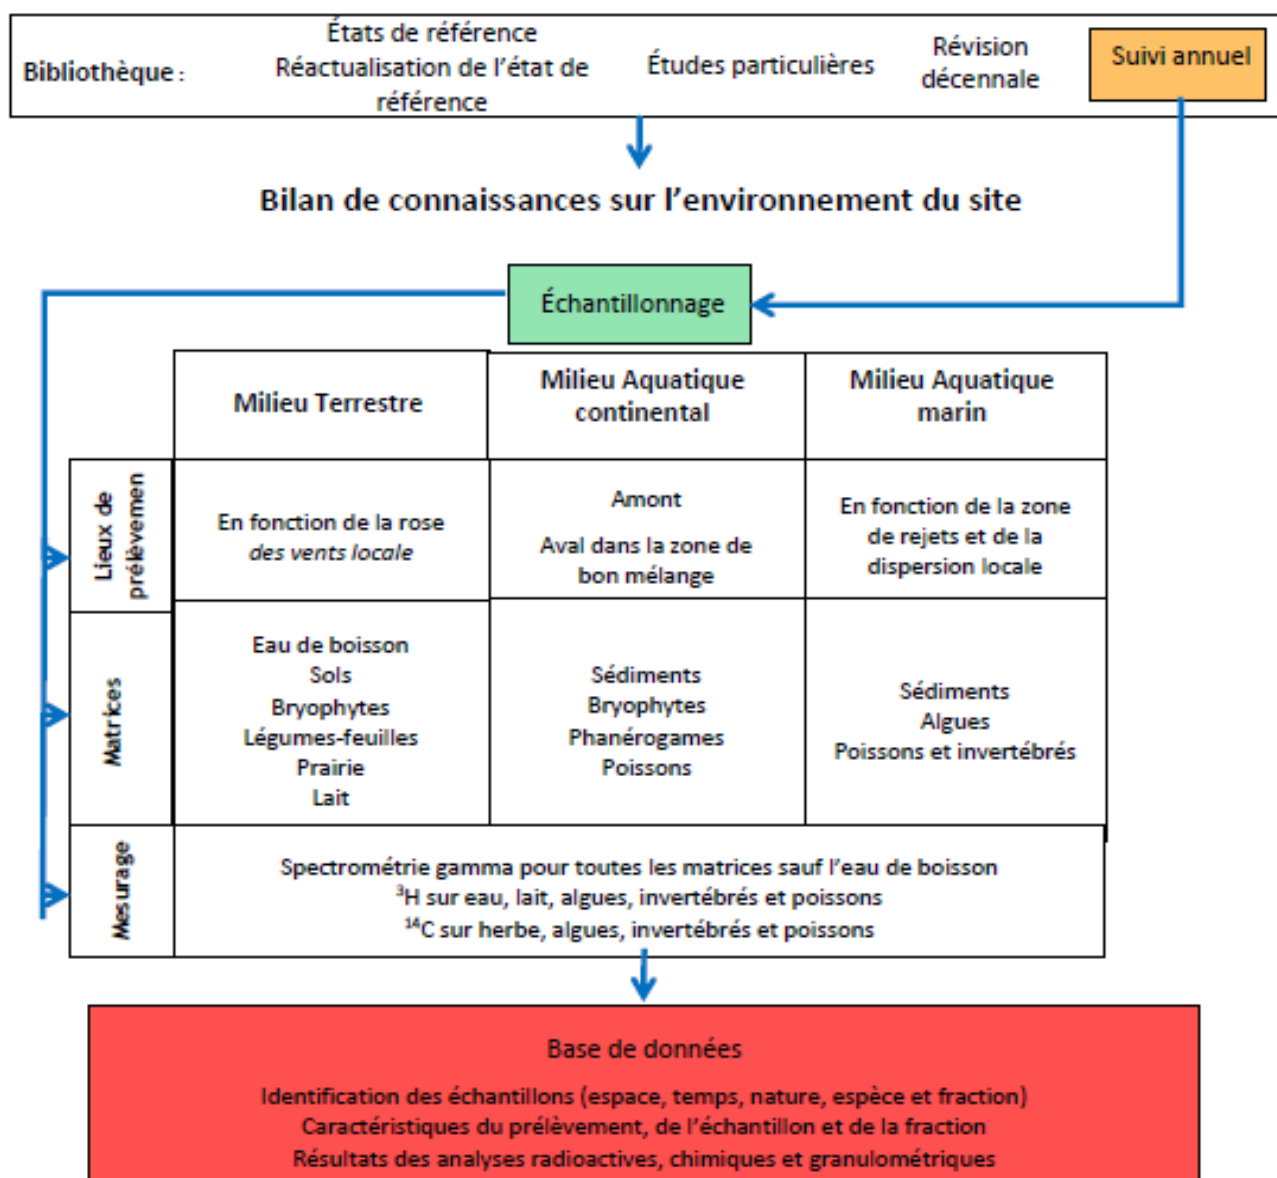 Bibliothèque :
États de référence
Réactualisation de l'état de
référence
Études particulières
Révision
décennale
Suivi annuel
Bilan de connaissances sur l'environnement du site
Échantillonnage
Milieu Terrestre
Milieu Aquatique
continental
Milieu Aquatique
marin
Lieux de
prélèvemen
En fonction de la rose
des vents locale
Amont
Aval dans la zone de
bon mélange
En fonction de la zone
de rejets et de la
dispersion locale
Matrices
Eau de boisson
Sols
Bryophytes
Légumes-feuilles
Prairie
Lait
Sédiments
Bryophytes
Phanérogames
Poissons
Sédiments
Algues
Poissons et invertébrés
Mesurage
Spectrométrie gamma pour toutes les matrices sauf l'eau de boisson
³H sur eau, lait, algues, invertébrés et poissons
¹⁴C sur herbe, algues, invertébrés et poissons
Base de données
Identification des échantillons (espace, temps, nature, espèce et fraction)
Caractéristiques du prélèvement, de l'échantillon et de la fraction
Résultats des analyses radioactives, chimiques et granulométriques